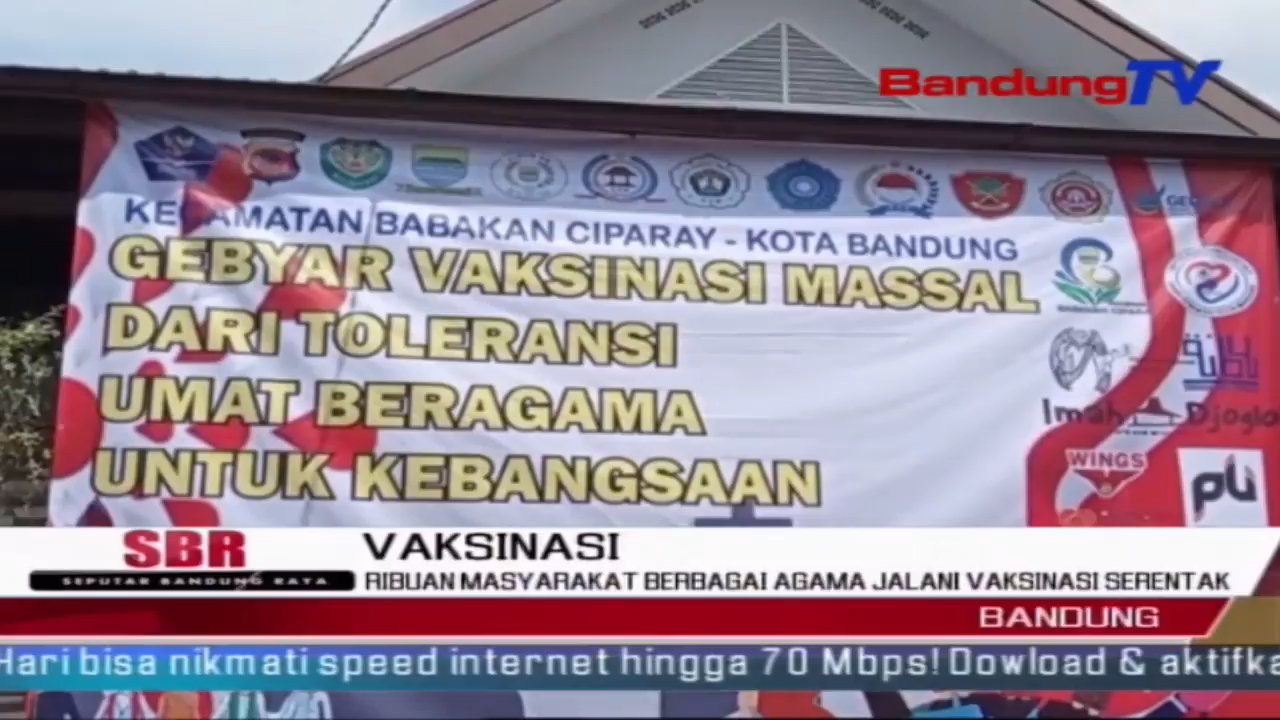 BandungTV
KECAMATAN BABAKAN CIPARAY - KOTA BANDUNG
GEBYAR VAKSINASI MASSAL
DARI TOLERANSI
UMAT BERAGAMA
UNTUK KEBANGSAAN
Imah Djoglo
WINGS
SBR
SEPUTAR BANDUNG RAYA
VAKSINASI
RIBUAN MASYARAKAT BERBAGAI AGAMA JALANI VAKSINASI SERENTAK
BANDUNG
Hari bisa nikmati speed internet hingga 70 Mbps! Dowload & aktifka